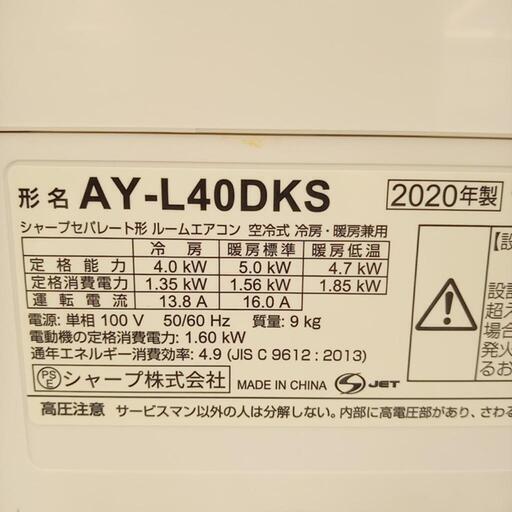 形名 AY-L40DKS 2020年製
シャープセパレート形 ルームエアコン 空冷式 冷房・暖房兼用
冷房 暖房標準 暖房低温
定格能力 4.0 kW 5.0 kW 4.7 kW
定格消費電力 1.35 kW 1.56 kW 1.85 kW
運転電流 13.8 A 16.0 A
電源: 単相 100 V 50/60 Hz 質量: 9 kg
電動機の定格消費電力: 1.60 kW
通年エネルギー消費効率: 4.9 (JIS C 9612 : 2013)
PSE シャープ株式会社 MADE IN CHINA S JET
高圧注意 サービスマン以外の人は分解しない。内部に高電圧部があり、さわる
【設
設
超え
場合
発火
るお